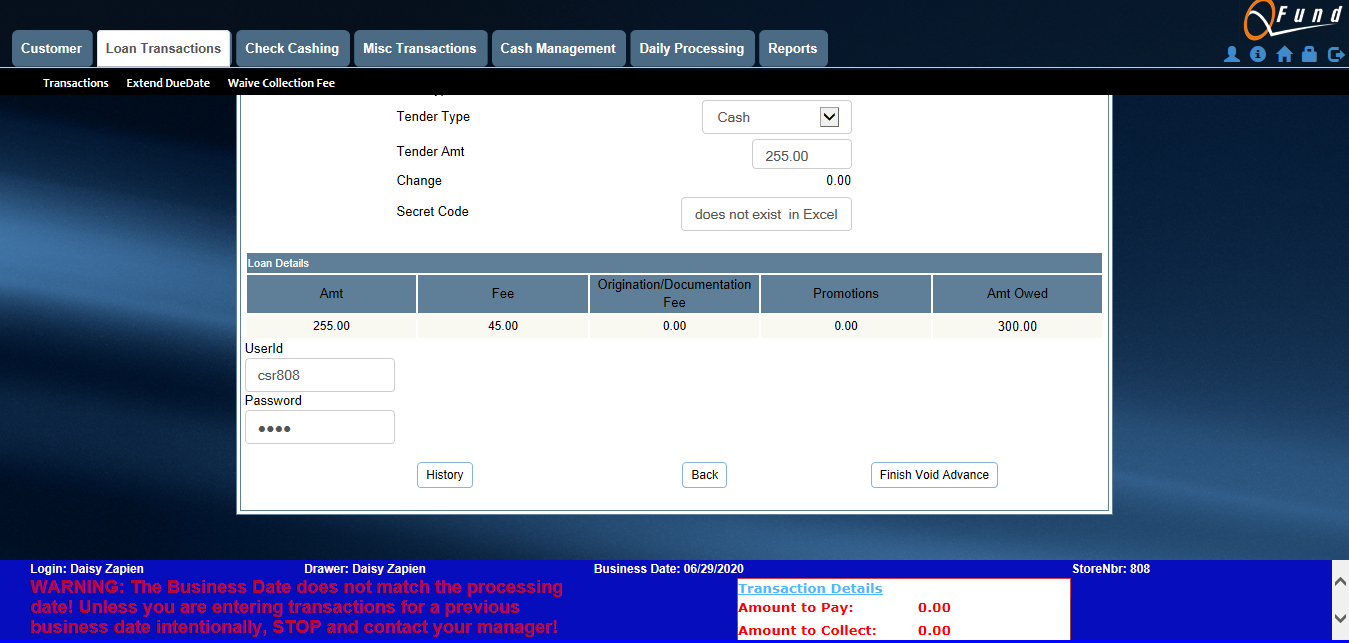 QFund
Customer Loan Transactions Check Cashing Misc Transactions Cash Management Daily Processing Reports
Transactions Extend DueDate Waive Collection Fee
Tender Type Cash
Tender Amt 255.00
Change 0.00
Secret Code does not exist in Excel
Loan Details
Amt Fee Origination/Documentation Fee Promotions Amt Owed
255.00 45.00 0.00 0.00 300.00
UserId
csr808
Password
●●●●
History Back Finish Void Advance
Login: Daisy Zapien Drawer: Daisy Zapien Business Date: 06/29/2020 StoreNbr: 808
WARNING: The Business Date does not match the processing
date! Unless you are entering transactions for a previous
business date intentionally, STOP and contact your manager!
Transaction Details
Amount to Pay: 0.00
Amount to Collect: 0.00